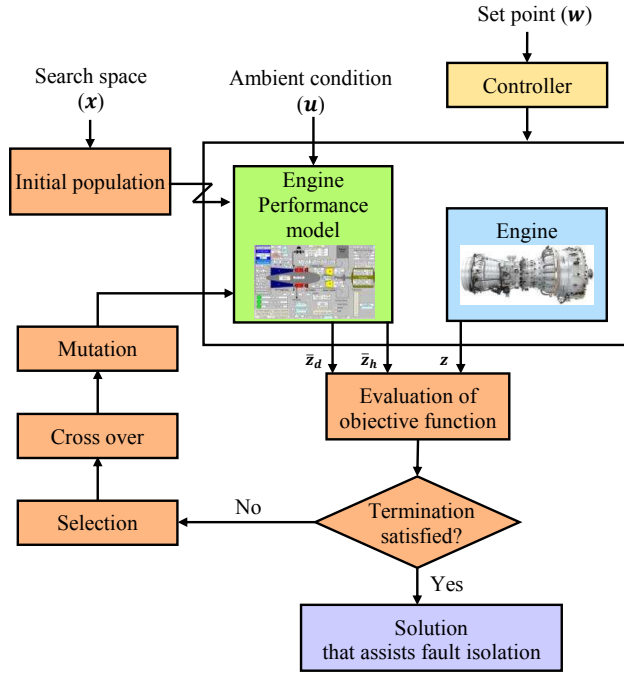 Set point (w)
Search space
(x)
Ambient condition
(u)
Controller
Initial population
Engine
Performance
model
Engine
Mutation
z̄d
z̄h
z
Evaluation of
objective function
Cross over
Selection
No
Termination
satisfied?
Yes
Solution
that assists fault isolation